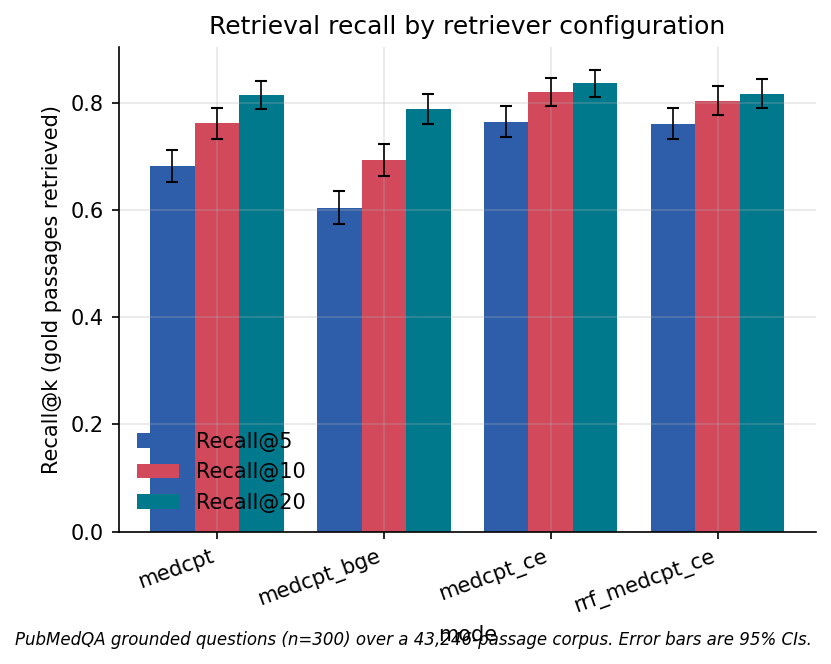 Retrieval recall by retriever configuration
Recall@k (gold passages retrieved)
0.8
0.6
0.4
0.2
0.0
Recall@5
Recall@10
Recall@20
medcpt
medcpt_bge
medcpt_ce
rrf_medcpt_ce
mode
PubMedQA grounded questions (n=300) over a 43,246-passage corpus. Error bars are 95% CIs.